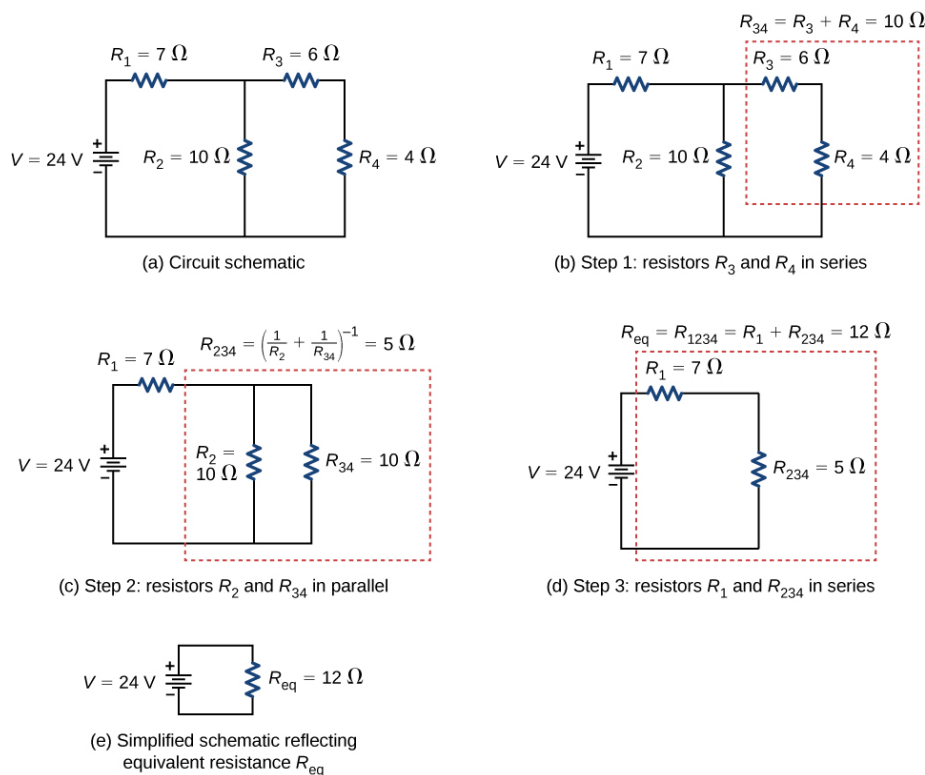 R₁ = 7 Ω
R₃ = 6 Ω
V = 24 V
+
−
R₂ = 10 Ω
R₄ = 4 Ω
(a) Circuit schematic
R₃₄ = R₃ + R₄ = 10 Ω
R₁ = 7 Ω
R₃ = 6 Ω
V = 24 V
+
−
R₂ = 10 Ω
R₄ = 4 Ω
(b) Step 1: resistors R₃ and R₄ in series
R₂₃₄ = (1/R₂ + 1/R₃₄)⁻¹ = 5 Ω
R₁ = 7 Ω
V = 24 V
+
−
R₂ =
10 Ω
R₃₄ = 10 Ω
(c) Step 2: resistors R₂ and R₃₄ in parallel
R_eq = R₁₂₃₄ = R₁ + R₂₃₄ = 12 Ω
R₁ = 7 Ω
V = 24 V
+
−
R₂₃₄ = 5 Ω
(d) Step 3: resistors R₁ and R₂₃₄ in series
V = 24 V
+
−
R_eq = 12 Ω
(e) Simplified schematic reflecting
equivalent resistance R_eq